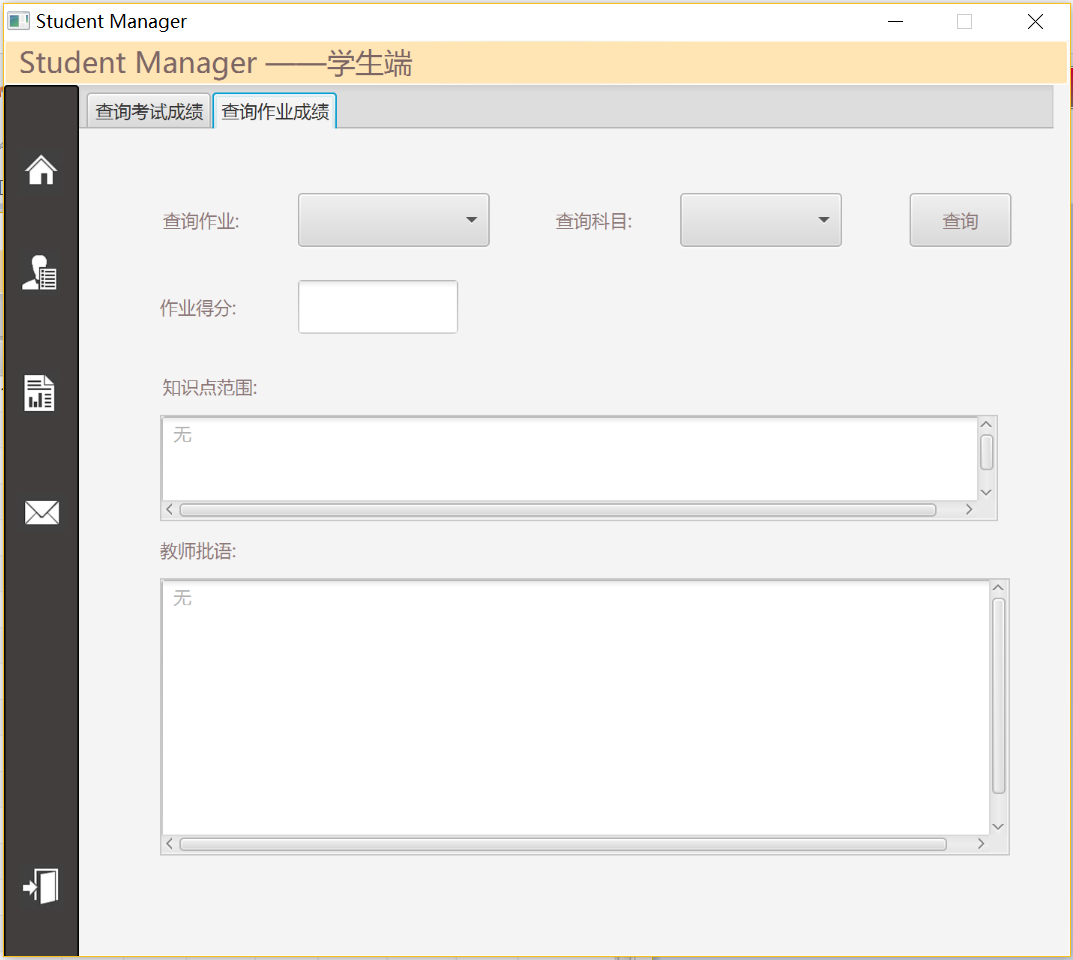 Student Manager
Student Manager ——学生端
查询考试成绩 查询作业成绩
查询作业: 查询科目: 查询
作业得分:
知识点范围:
无
教师批语:
无